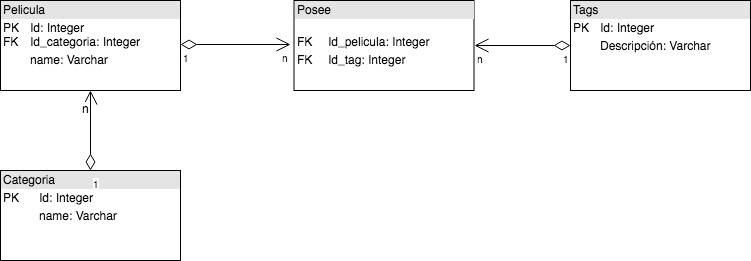 Pelicula
PK Id: Integer
FK Id_categoria: Integer
name: Varchar
1
n
Posee
FK Id_pelicula: Integer
FK Id_tag: Integer
n
1
Tags
PK Id: Integer
Descripción: Varchar
n
1
Categoria
PK Id: Integer
name: Varchar